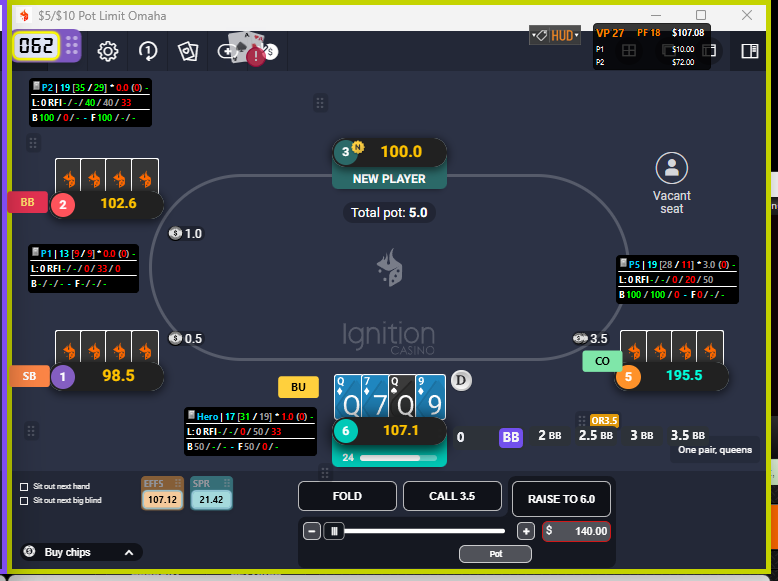 $5/$10 Pot Limit Omaha
062
HUD
VP 27 PF 18 $107.08
P1 $10.00
P2 $72.00
P2 | 19 [35 / 29] * 0.0 (0) -
L: 0 RFI - / - / 40 / 40 / 33
B 100 / 0 / - - F 100 / - / -
3 N 100.0
NEW PLAYER
BB 2 102.6
Total pot: 5.0
Vacant
seat
$ 1.0
P1 | 13 [9 / 9] * 0.0 (0) -
L: 0 RFI - / - / 0 / 33 / 0
B - / - / - - F - / - / -
P5 | 19 [28 / 11] * 3.0 (0) -
L: 0 RFI - / - / 0 / 20 / 50
B 100 / 100 / 0 - F 0 / - / -
Ignition
CASINO
$ 0.5
3.5
SB 1 98.5
CO
5 195.5
BU
Q 7 Q 9
Q 7 Q 9
D
Hero | 17 [31 / 19] * 1.0 (0) -
L: 0 RFI - / - / 0 / 50 / 33
B 50 / - / - - F 50 / 0 / -
6 107.1
24
OR3.5
0 BB 2 BB 2.5 BB 3 BB 3.5 BB
One pair, queens
Sit out next hand
Sit out next big blind
EFFS SPR
107.12 21.42
FOLD CALL 3.5 RAISE TO 6.0
$ 140.00
Buy chips
Pot